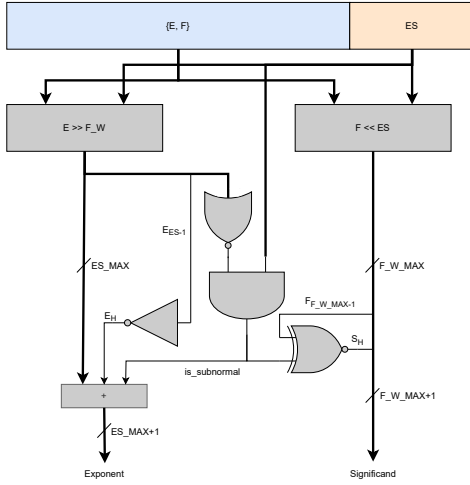 {E, F}
ES
E >> F_W
F << ES
E_ES-1
ES_MAX
F_W_MAX
F_F_W_MAX-1
E_H
S_H
is_subnormal
+
F_W_MAX+1
ES_MAX+1
Exponent
Significand